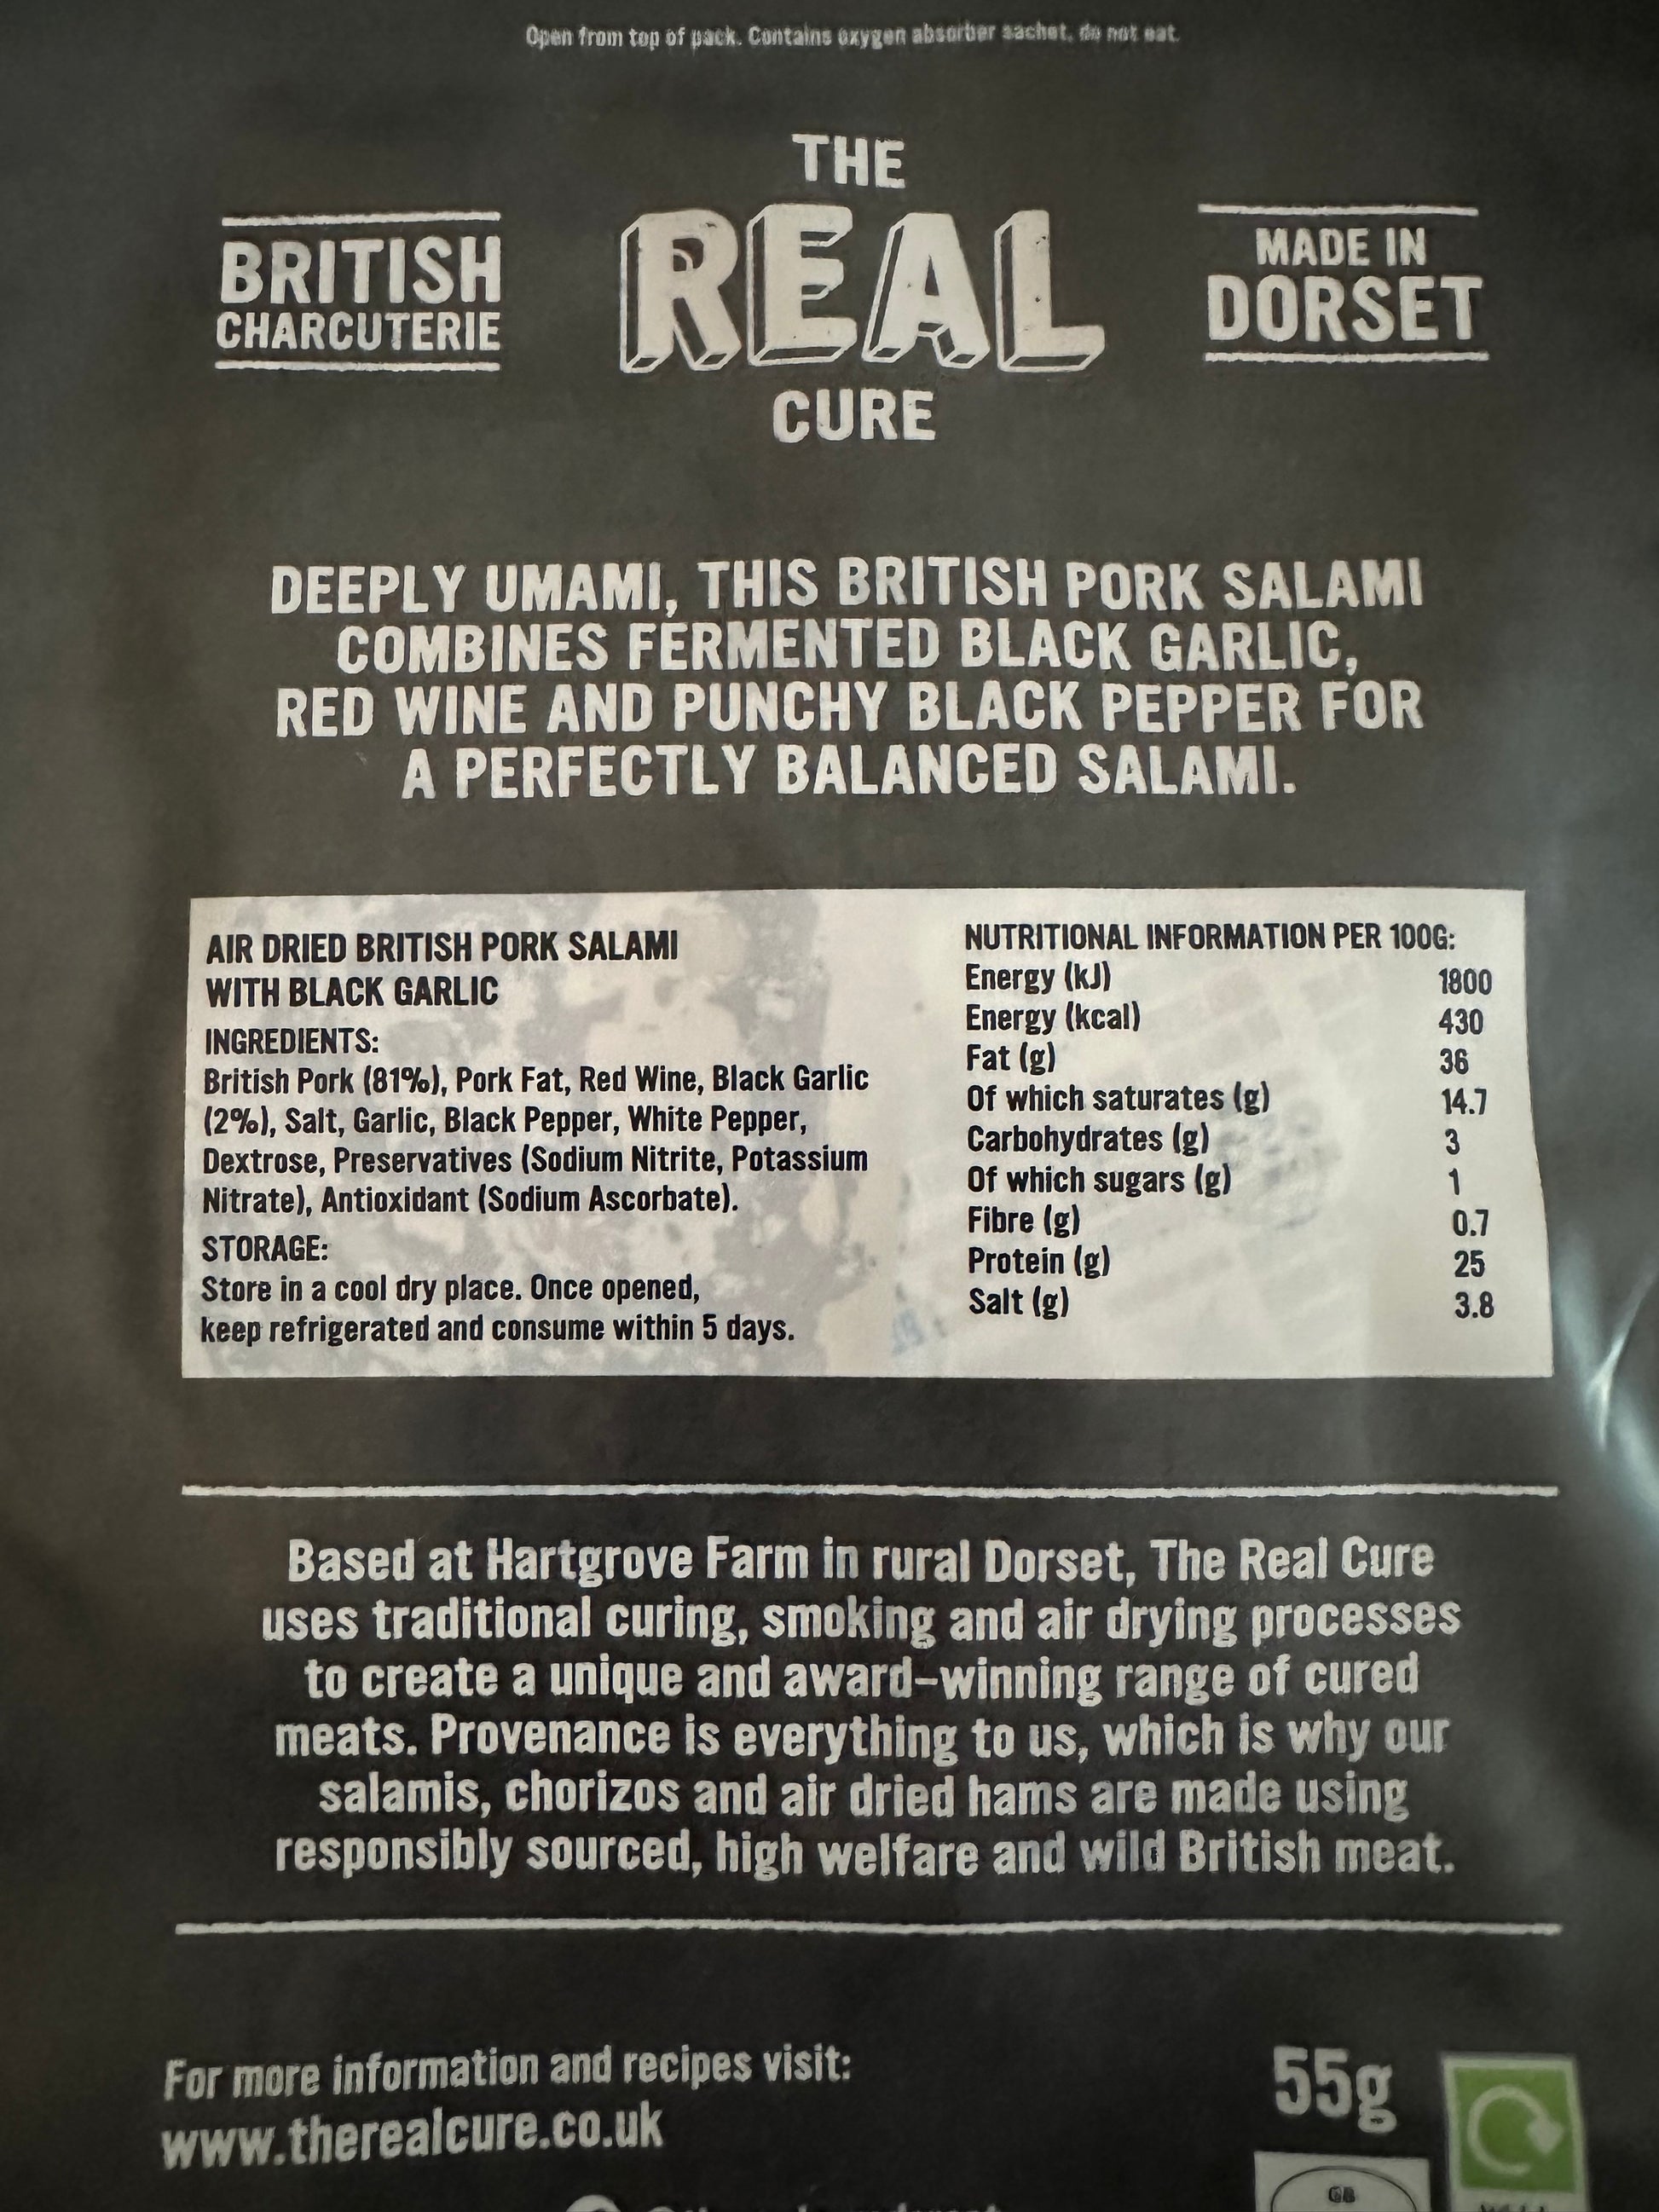 Open from top of pack. Contains oxygen absorber sachet, do not eat.
THE
REAL
CURE
BRITISH
CHARCUTERIE
MADE IN
DORSET
DEEPLY UMAMI, THIS BRITISH PORK SALAMI
COMBINES FERMENTED BLACK GARLIC,
RED WINE AND PUNCHY BLACK PEPPER FOR
A PERFECTLY BALANCED SALAMI.
AIR DRIED BRITISH PORK SALAMI
WITH BLACK GARLIC
INGREDIENTS:
British Pork (81%), Pork Fat, Red Wine, Black Garlic
(2%), Salt, Garlic, Black Pepper, White Pepper,
Dextrose, Preservatives (Sodium Nitrite, Potassium
Nitrate), Antioxidant (Sodium Ascorbate).
STORAGE:
Store in a cool dry place. Once opened,
keep refrigerated and consume within 5 days.
NUTRITIONAL INFORMATION PER 100G:
Energy (kJ) 1800
Energy (kcal) 430
Fat (g) 36
Of which saturates (g) 14.7
Carbohydrates (g) 3
Of which sugars (g) 1
Fibre (g) 0.7
Protein (g) 25
Salt (g) 3.8
Based at Hartgrove Farm in rural Dorset, The Real Cure
uses traditional curing, smoking and air drying processes
to create a unique and award-winning range of cured
meats. Provenance is everything to us, which is why our
salamis, chorizos and air dried hams are made using
responsibly sourced, high welfare and wild British meat.
For more information and recipes visit:
www.therealcure.co.uk
55g
GB